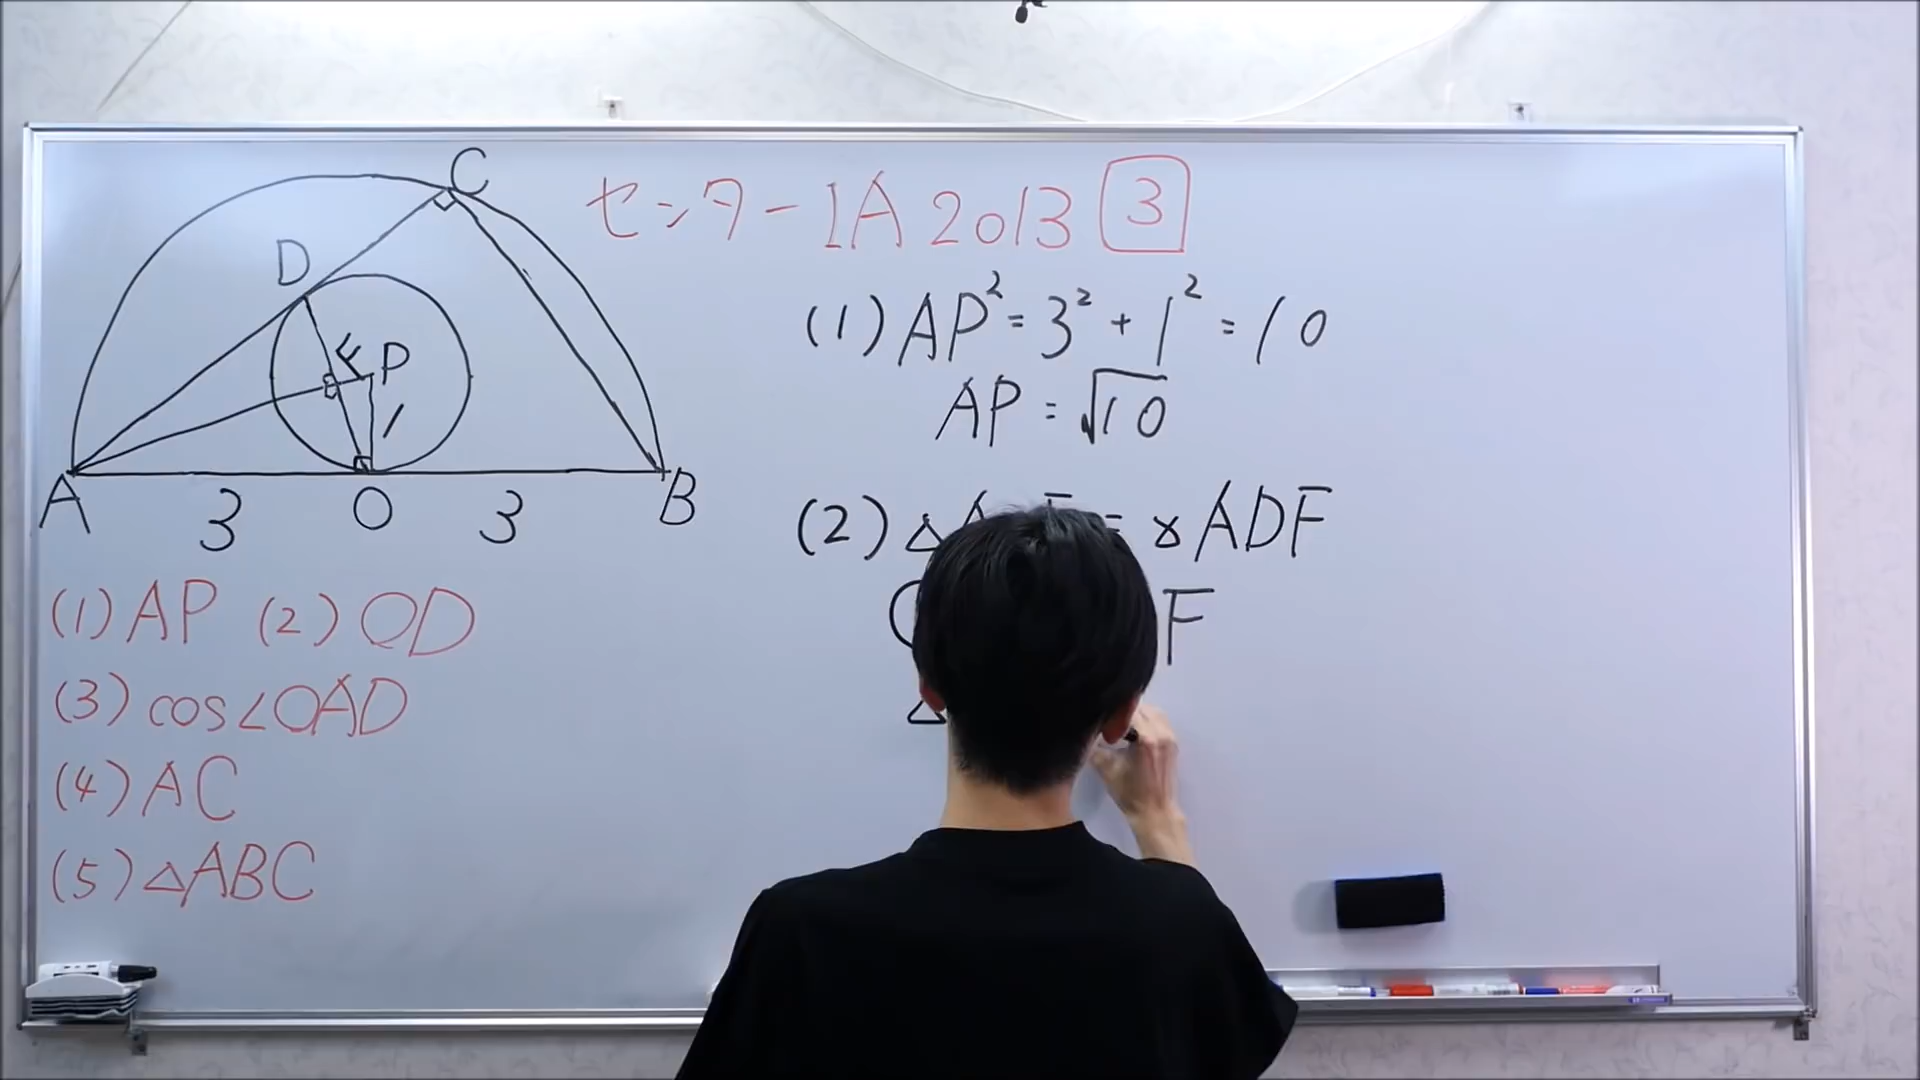 C
センター1A 2013 3
D
(1) AP² = 3² + 1² = 10
F P
AP = √10
1
A 3 O 3 B
(2) △ = ADF
F
△
(1) AP (2) OD
(3) cos∠OAD
(4) AC
(5) △ABC